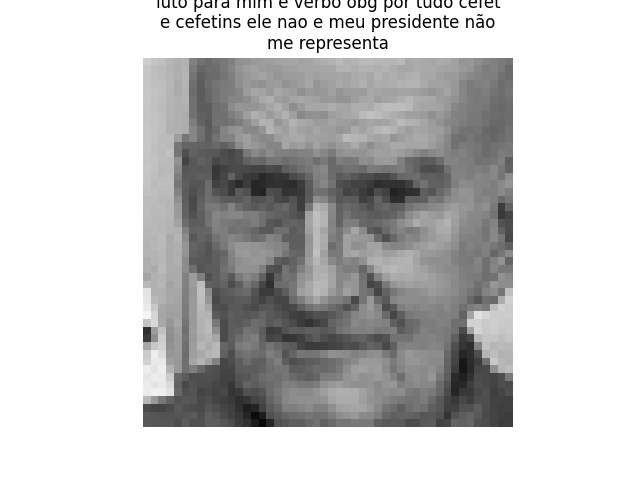 luto para mim é verbo obg por tudo cefet
e cefetins ele nao e meu presidente não
me representa